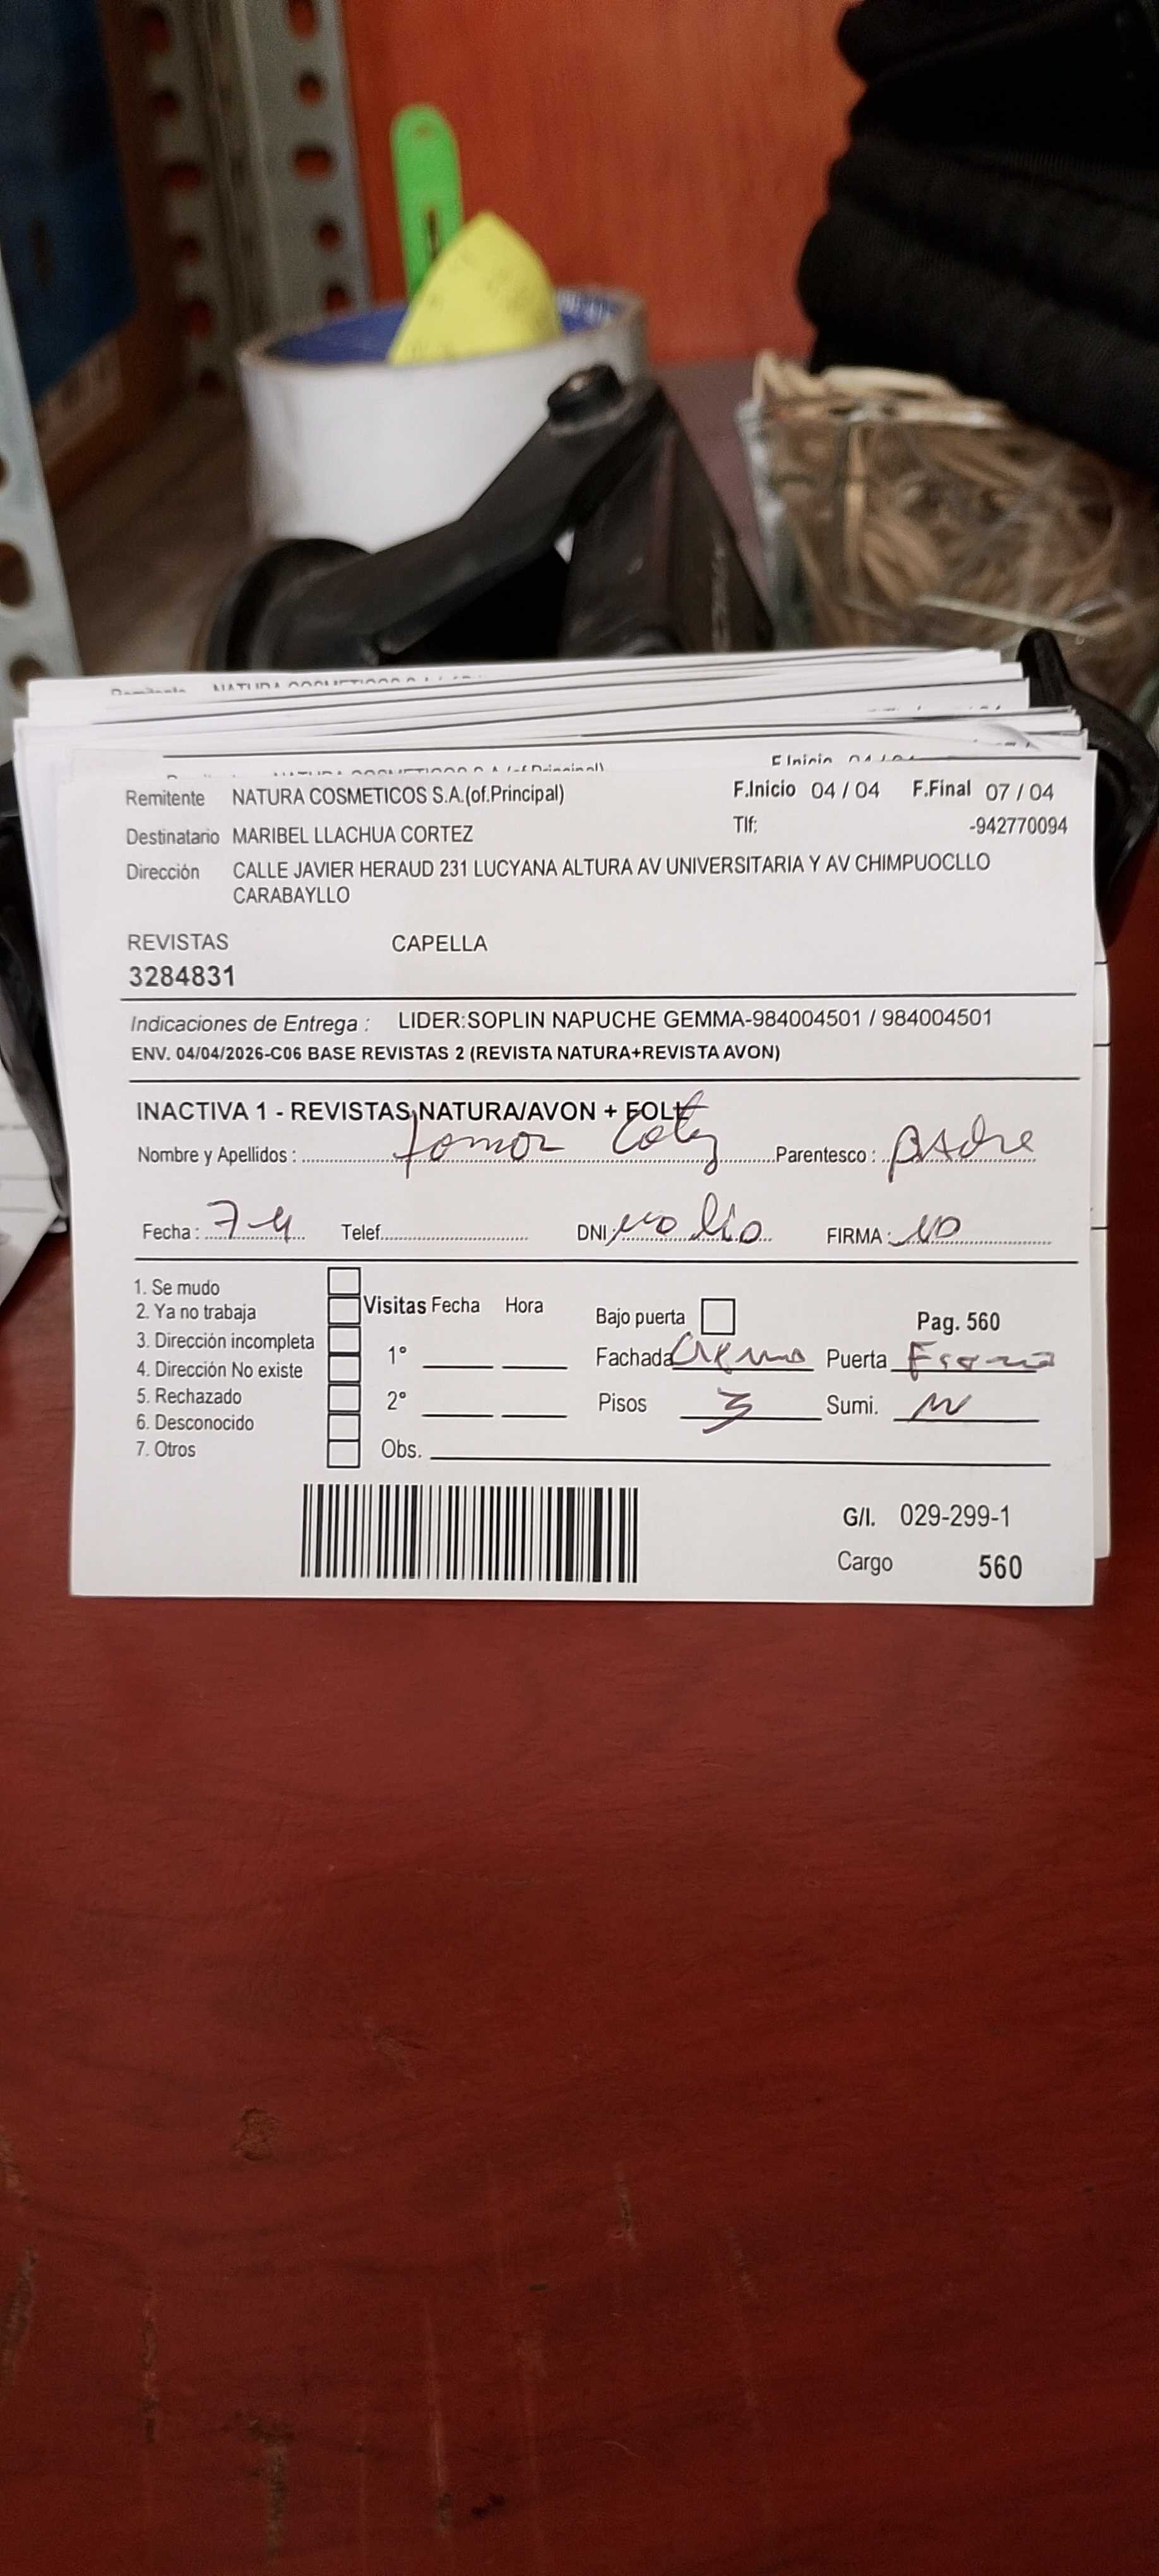 Remitente NATURA COSMETICOS S.A.(of.Principal) F.Inicio 04 / 04 F.Final 07 / 04
Destinatario MARIBEL LLACHUA CORTEZ Tlf: -942770094
Dirección CALLE JAVIER HERAUD 231 LUCYANA ALTURA AV UNIVERSITARIA Y AV CHIMPUOCLLO
CARABAYLLO
REVISTAS CAPELLA
3284831
Indicaciones de Entrega : LIDER:SOPLIN NAPUCHE GEMMA-984004501 / 984004501
ENV. 04/04/2026-C06 BASE REVISTAS 2 (REVISTA NATURA+REVISTA AVON)
INACTIVA 1 - REVISTAS NATURA/AVON + FOLL
Nombre y Apellidos : Parentesco : padre
Fecha : 7-4 Telef. DNI: no dio FIRMA : NO
1. Se mudo
2. Ya no trabaja Visitas Fecha Hora Bajo puerta Pag. 560
3. Dirección incompleta 1° Fachada Crema Puerta
4. Dirección No existe
5. Rechazado 2° Pisos 3 Sumi.
6. Desconocido
7. Otros Obs.
G/I. 029-299-1
Cargo 560